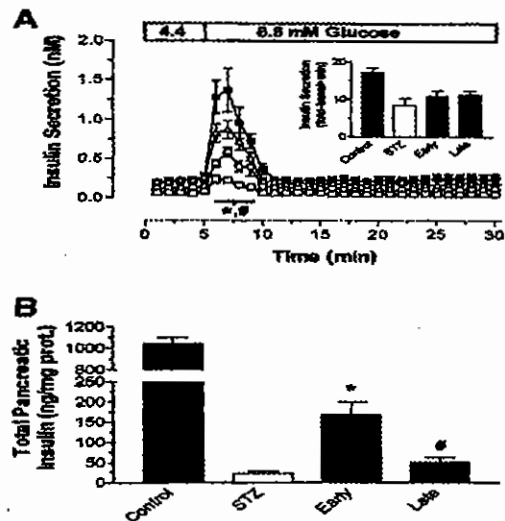 A
4.4 8.8 mM Glucose
Insulin Secretion (nM)
2.0
1.5
1.0
0.5
0.0
Insulin Secretion
20
10
0
Control STZ Early Late
*,#
0 5 10 15 20 25 30
Time (min)
B
Total Pancreatic
Insulin (ng/mg prot.)
1200
1000
800
250
200
150
100
50
0
*
#
Control STZ Early Late